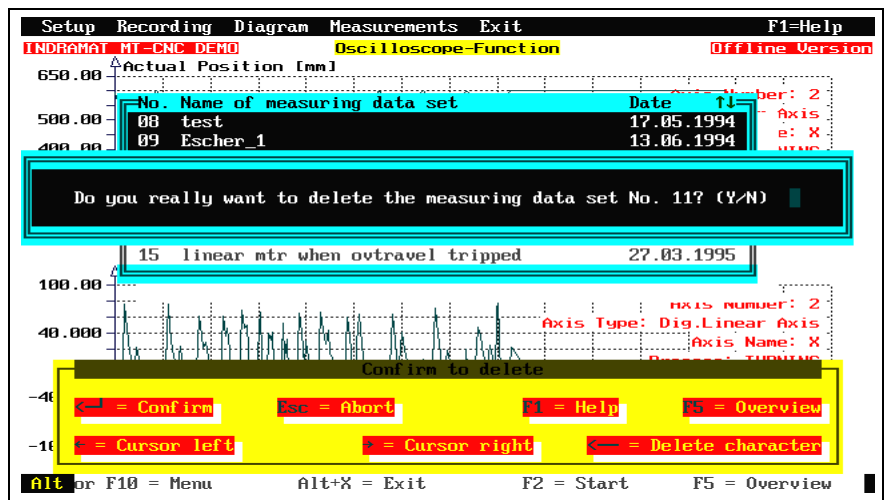 Setup Recording Diagram Measurements Exit F1=Help
INDRAMAT MT-CNC DEMO Oscilloscope-Function Offline Version
Actual Position [mm]
650.00
Axis Number: 2
No. Name of measuring data set Date ↑↓
Axis
500.00 08 test 17.05.1994
09 Escher_1 13.06.1994 e: X
400.00
Do you really want to delete the measuring data set No. 11? (Y/N)
15 linear mtr when ovtravel tripped 27.03.1995
100.00
Axis Number: 2
40.000 Axis Type: Dig.Linear Axis
Axis Name: X
Process: TURNING
Confirm to delete
<─┘ = Confirm Esc = Abort F1 = Help F5 = Overview
← = Cursor left → = Cursor right <── = Delete character
Alt or F10 = Menu Alt+X = Exit F2 = Start F5 = Overview